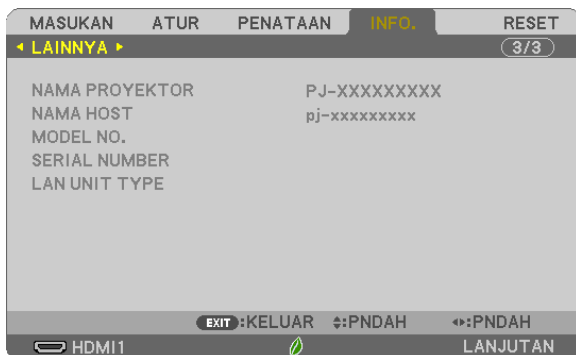 MASUKAN ATUR PENATAAN INFO. RESET
LAINNYA 3/3
NAMA PROYEKTOR PJ-XXXXXXXXX
NAMA HOST pj-xxxxxxxxx
MODEL NO.
SERIAL NUMBER
LAN UNIT TYPE
EXIT :KELUAR :PNDAH :PNDAH
HDMI1 LANJUTAN